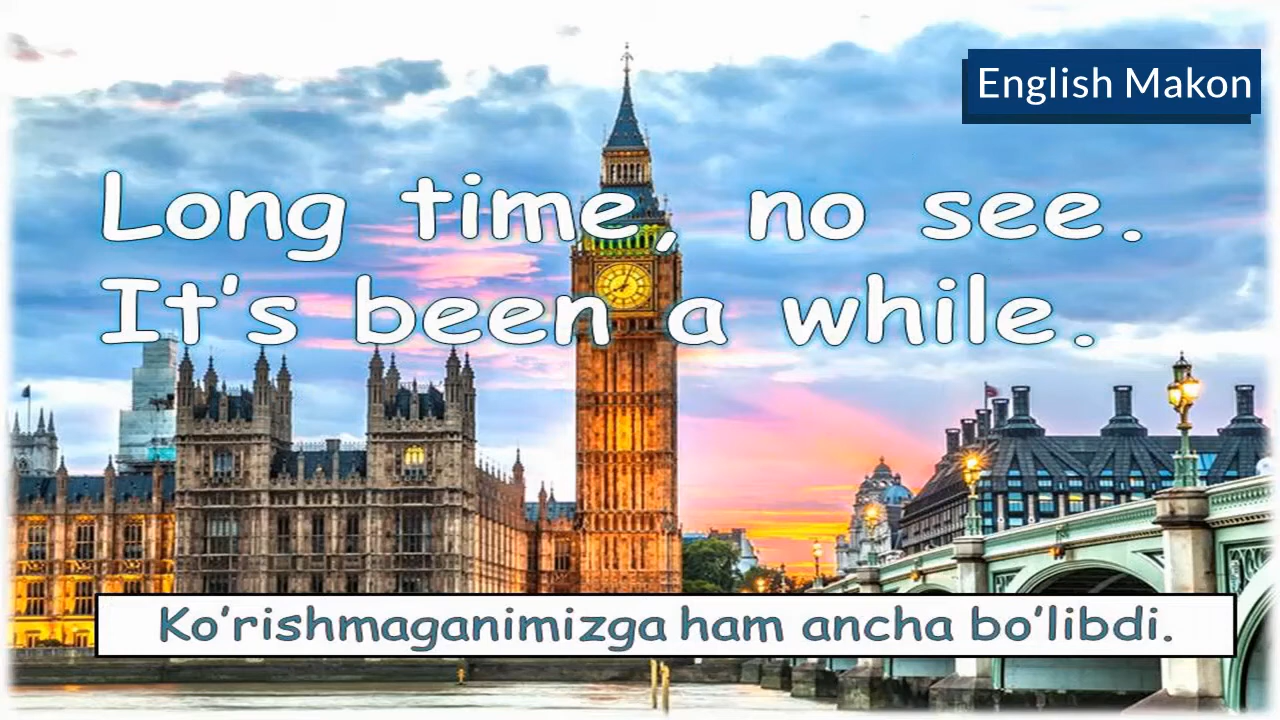 English Makon
Long time, no see.
It's been a while.
Ko'rishmaganimizga ham ancha bo'libdi.